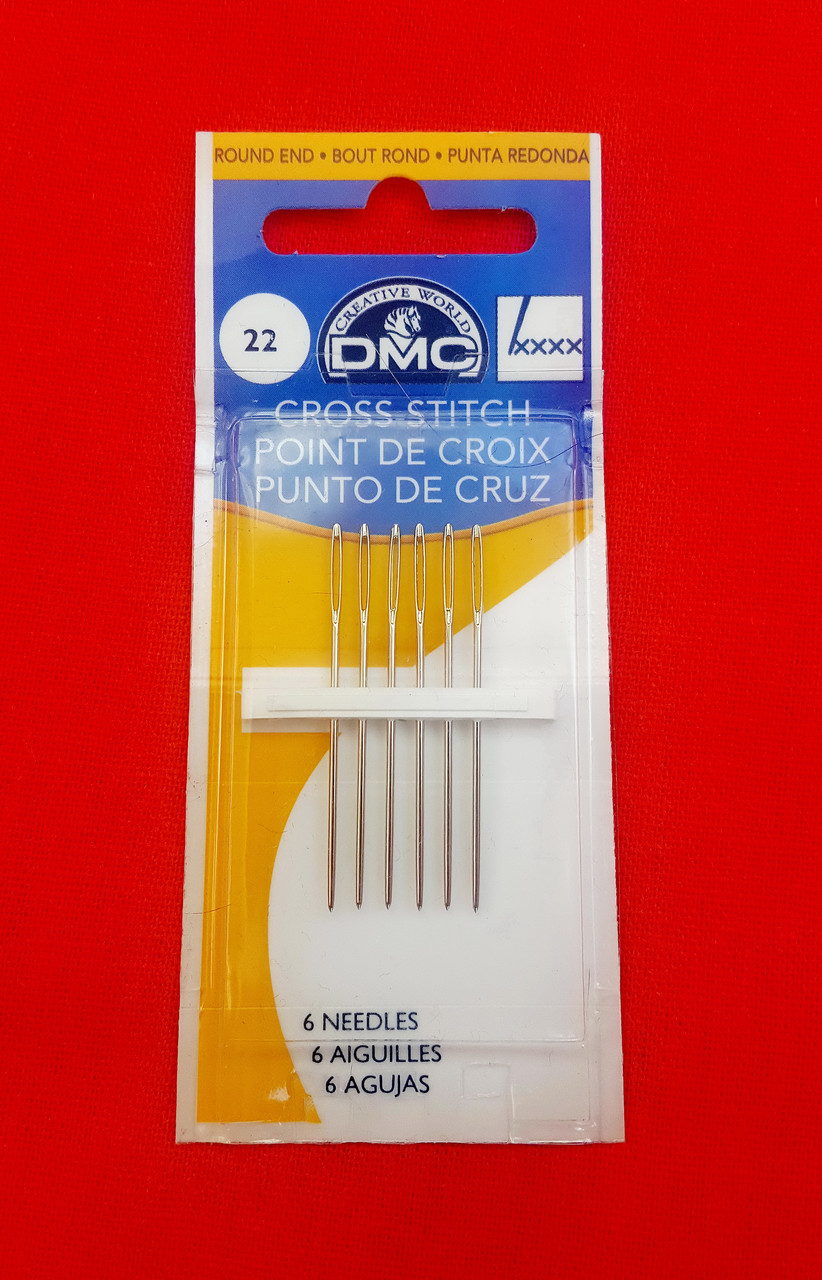 ROUND END • BOUT ROND • PUNTA REDONDA
22
CREATIVE WORLD
DMC
xxxx
CROSS STITCH
POINT DE CROIX
PUNTO DE CRUZ
6 NEEDLES
6 AIGUILLES
6 AGUJAS